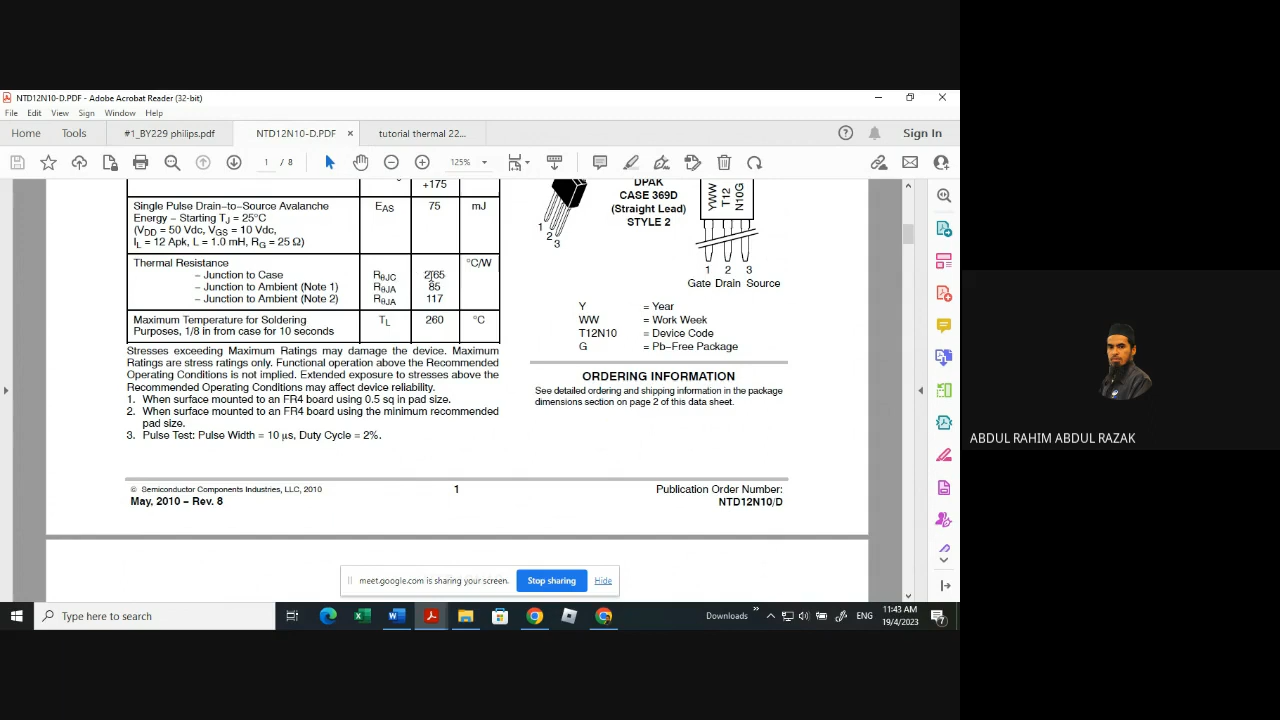 NTD12N10-D.PDF - Adobe Acrobat Reader (32-bit)
File Edit View Sign Window Help
Home Tools #1_BY229 philips.pdf NTD12N10-D.PDF × tutorial thermal 22... Sign In
1 / 8 125%
+175
Single Pulse Drain−to−Source Avalanche
Energy − Starting TJ = 25°C
(VDD = 50 Vdc, VGS = 10 Vdc,
IL = 12 Apk, L = 1.0 mH, RG = 25 Ω)
EAS 75 mJ
Thermal Resistance °C/W
− Junction to Case RθJC 2.65
− Junction to Ambient (Note 1) RθJA 85
− Junction to Ambient (Note 2) RθJA 117
Maximum Temperature for Soldering TL 260 °C
Purposes, 1/8 in from case for 10 seconds
Stresses exceeding Maximum Ratings may damage the device. Maximum
Ratings are stress ratings only. Functional operation above the Recommended
Operating Conditions is not implied. Extended exposure to stresses above the
Recommended Operating Conditions may affect device reliability.
1. When surface mounted to an FR4 board using 0.5 sq in pad size.
2. When surface mounted to an FR4 board using the minimum recommended
pad size.
3. Pulse Test: Pulse Width = 10 μs, Duty Cycle = 2%.
1
2
3
DPAK
CASE 369D
(Straight Lead)
STYLE 2
YWW
T12
N10G
1 2 3
Gate Drain Source
Y = Year
WW = Work Week
T12N10 = Device Code
G = Pb−Free Package
ORDERING INFORMATION
See detailed ordering and shipping information in the package
dimensions section on page 2 of this data sheet.
© Semiconductor Components Industries, LLC, 2010
May, 2010 − Rev. 8
1
Publication Order Number:
NTD12N10/D
meet.google.com is sharing your screen. Stop sharing Hide
Type here to search
Downloads » ENG
11:43 AM
19/4/2023
7
ABDUL RAHIM ABDUL RAZAK